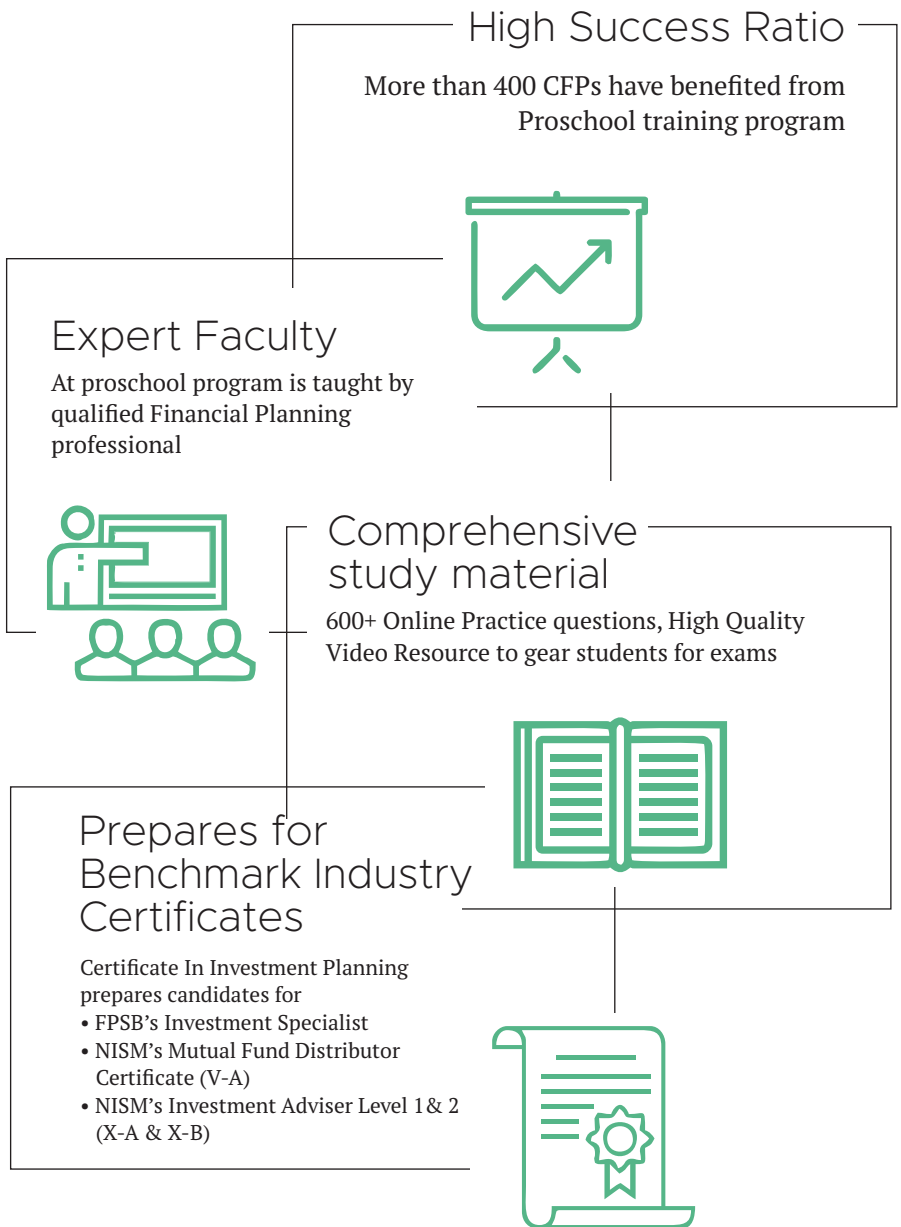 High Success Ratio
More than 400 CFPs have benefited from
Proschool training program
Expert Faculty
At proschool program is taught by
qualified Financial Planning
professional
Comprehensive
study material
600+ Online Practice questions, High Quality
Video Resource to gear students for exams
Prepares for
Benchmark Industry
Certificates
Certificate In Investment Planning
prepares candidates for
• FPSB’s Investment Specialist
• NISM’s Mutual Fund Distributor
Certificate (V-A)
• NISM’s Investment Adviser Level 1& 2
(X-A & X-B)